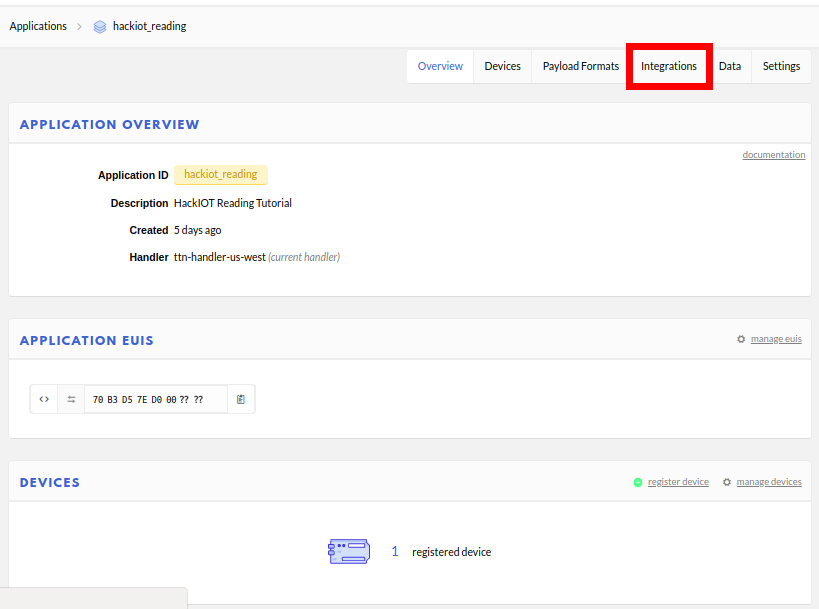 Applications > hackiot_reading
Overview Devices Payload Formats Integrations Data Settings
APPLICATION OVERVIEW
documentation
Application ID hackiot_reading
Description HackIOT Reading Tutorial
Created 5 days ago
Handler ttn-handler-us-west (current handler)
APPLICATION EUIS
manage euis
<> 70 B3 D5 7E D0 00 ?? ??
DEVICES
register device manage devices
1 registered device